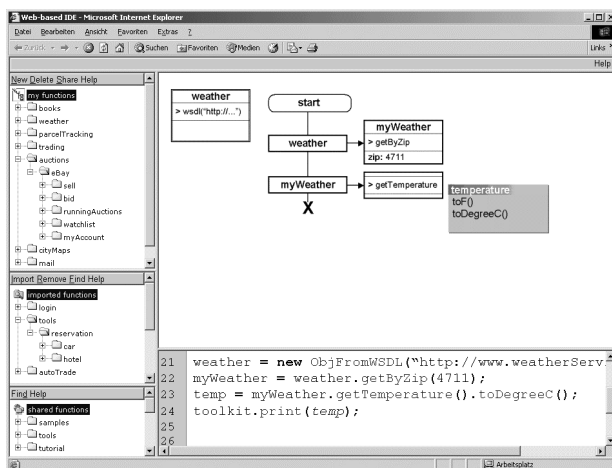 Web-based IDE - Microsoft Internet Explorer
Datei Bearbeiten Ansicht Favoriten Extras ?
Zurück Suchen Favoriten Medien Links
Help
New Delete Share Help
my functions
books
weather
parcelTracking
trading
auctions
eBay
sell
bid
runningAuctions
watchlist
myAccount
cityMaps
mail
Import Remove Find Help
imported functions
login
tools
reservation
car
hotel
autoTrade
Find Help
shared functions
samples
tools
tutorial
weather
> wsdl("http://...")
start
weather
myWeather
> getByZip
zip: 4711
myWeather
> getTemperature
X
temperature
toF()
toDegreeC()
21 weather = new ObjFromWSDL("http://www.weatherServ
22 myWeather = weather.getByZip(4711);
23 temp = myWeather.getTemperature().toDegreeC();
24 toolkit.print(temp);
25
26
Arbeitsplatz